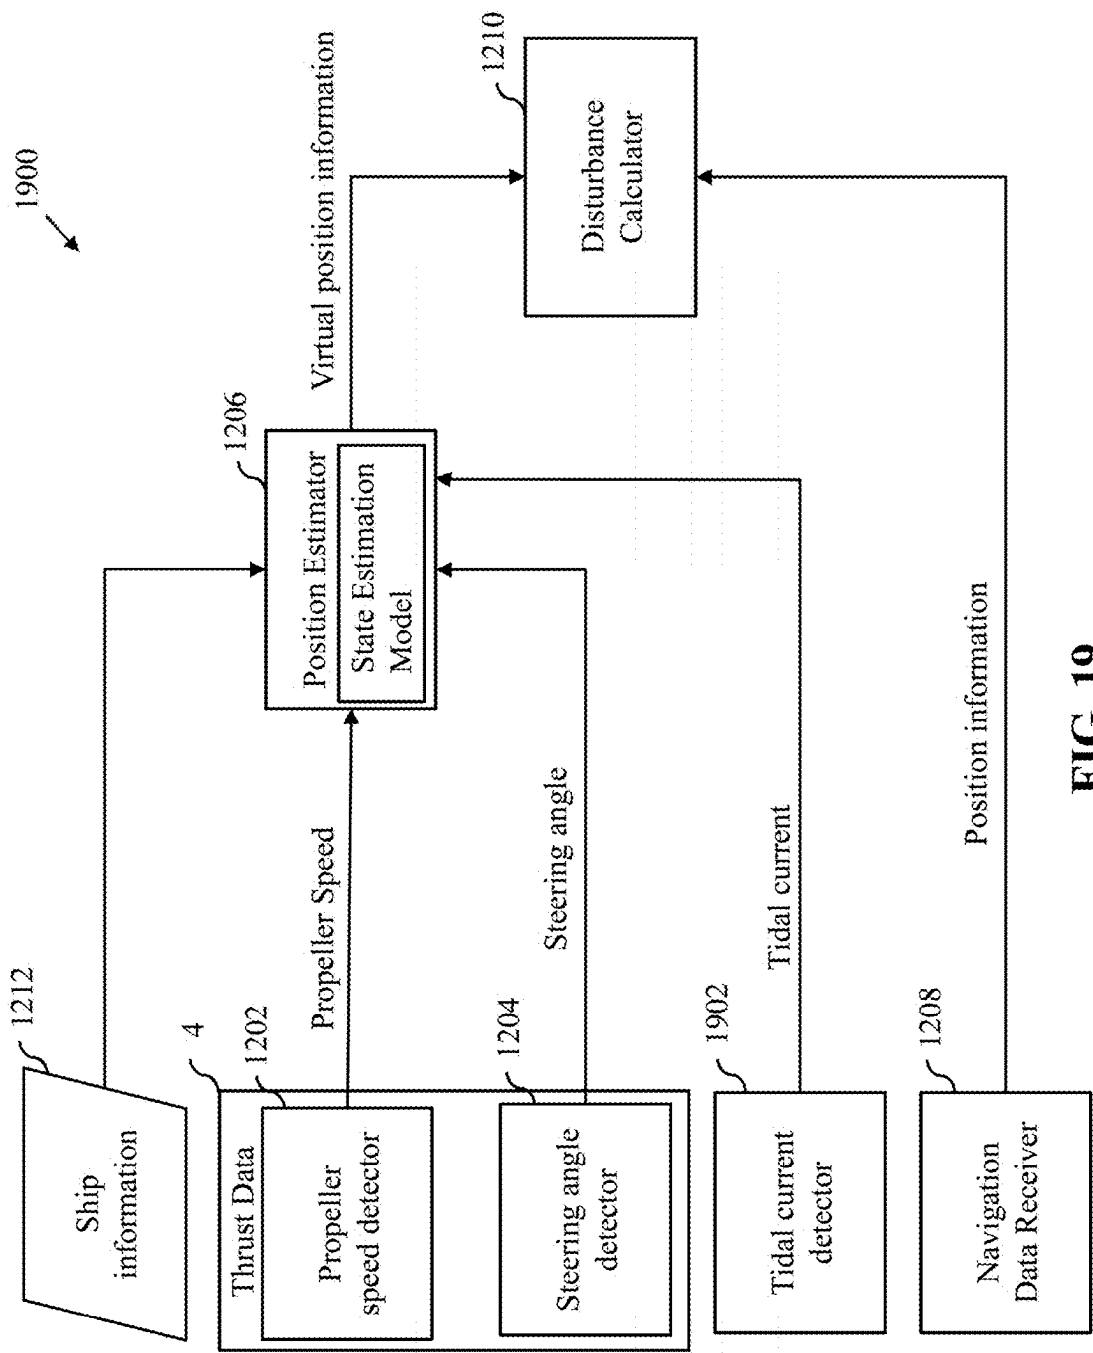 1900
1212
Ship
information
4
Thrust Data
1202
Propeller
speed detector
Propeller Speed
1204
Steering angle
detector
Steering angle
1902
Tidal current
detector
Tidal current
1208
Navigation
Data Receiver
Position information
1206
Position Estimator
State Estimation
Model
Virtual position information
1210
Disturbance
Calculator
FIG. 19